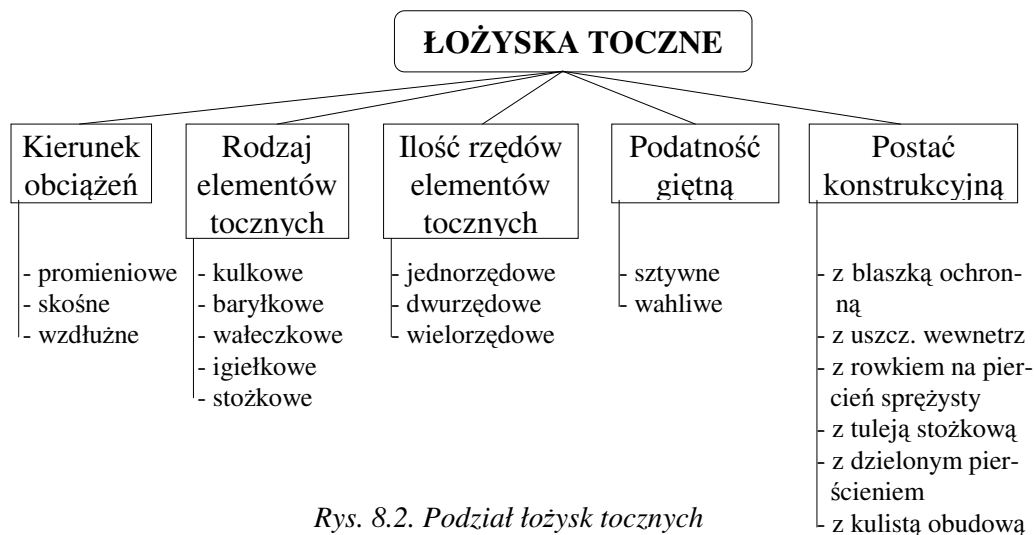 ŁOŻYSKA TOCZNE
Kierunek
obciążeń
- promieniowe
- skośne
- wzdłużne
Rodzaj
elementów
tocznych
- kulkowe
- baryłkowe
- wałeczkowe
- igiełkowe
- stożkowe
Ilość rzędów
elementów
tocznych
- jednorzędowe
- dwurzędowe
- wielorzędowe
Podatność
giętną
- sztywne
- wahliwe
Postać
konstrukcyjną
- z blaszką ochron-
ną
- z uszcz. wewnetrz
- z rowkiem na pier-
cień sprężysty
- z tuleją stożkową
- z dzielonym pier-
ścieniem
- z kulistą obudową
Rys. 8.2. Podział łożysk tocznych